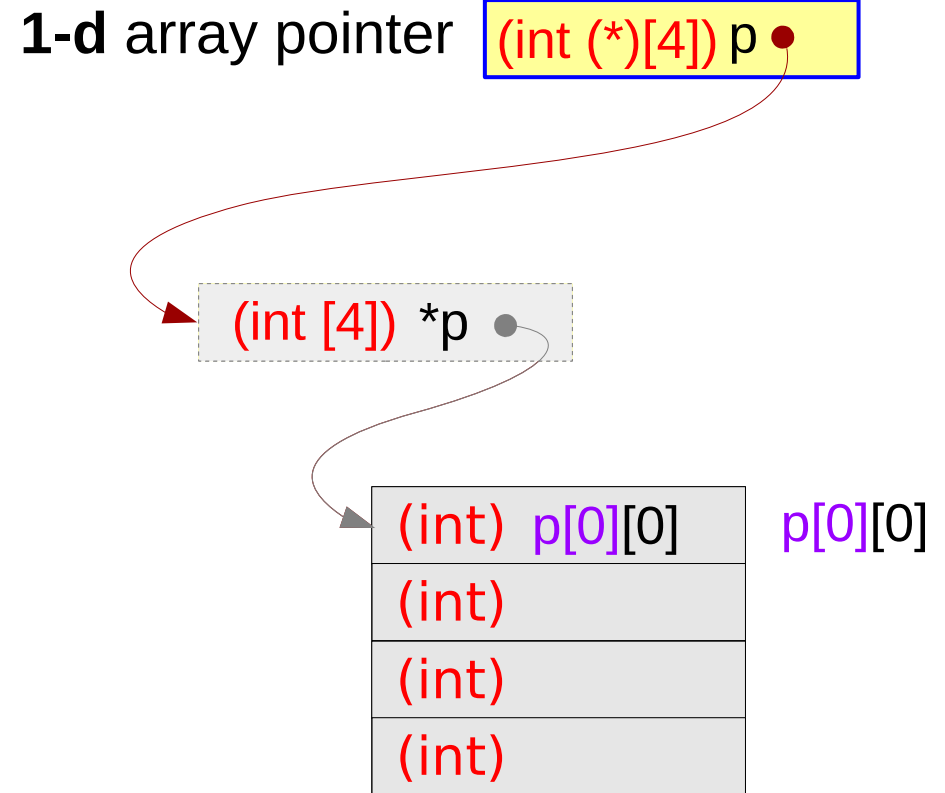 1-d array pointer (int (*)[4]) p
(int [4]) *p
(int) p[0][0] p[0][0]
(int)
(int)
(int)